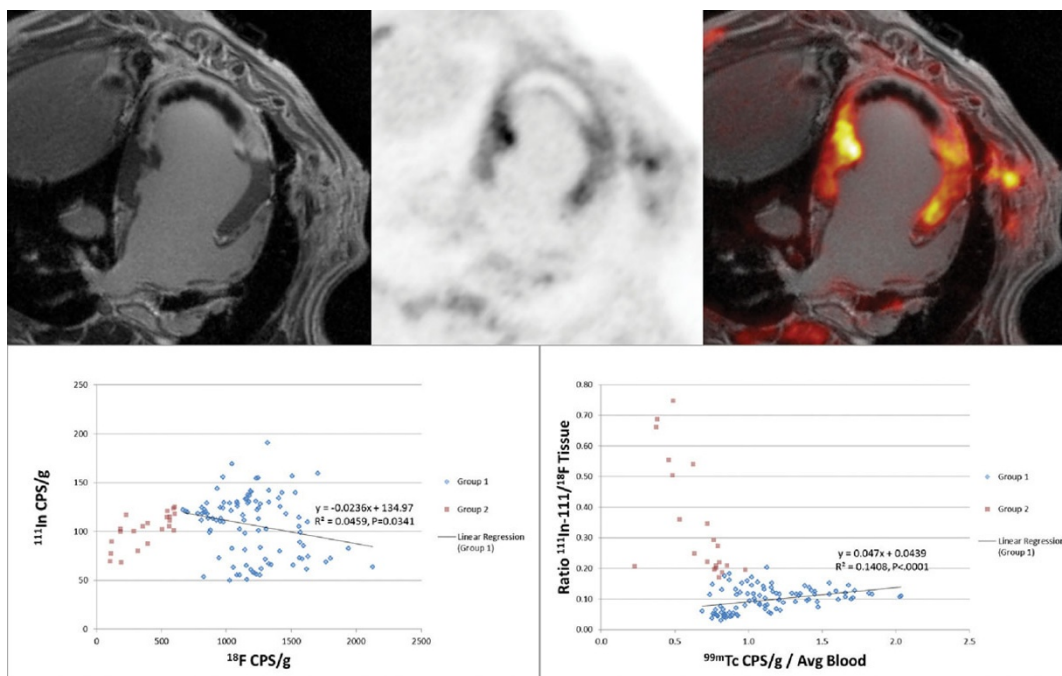 250
200
150
100
50
0
0 500 1000 1500 2000 2500
¹¹¹In CPS/g
¹⁸F CPS/g
y = -0.0236x + 134.97
R² = 0.0459, P=0.0341
Group 1
Group 2
Linear Regression
(Group 1)
0.80
0.70
0.60
0.50
0.40
0.30
0.20
0.10
0.00
0.0 0.5 1.0 1.5 2.0 2.5
Ratio ¹¹¹In-111/¹⁸F Tissue
⁹⁹ᵐTc CPS/g / Avg Blood
y = 0.047x + 0.0439
R² = 0.1408, P<.0001
Group 1
Group 2
Linear Regression
(Group 1)